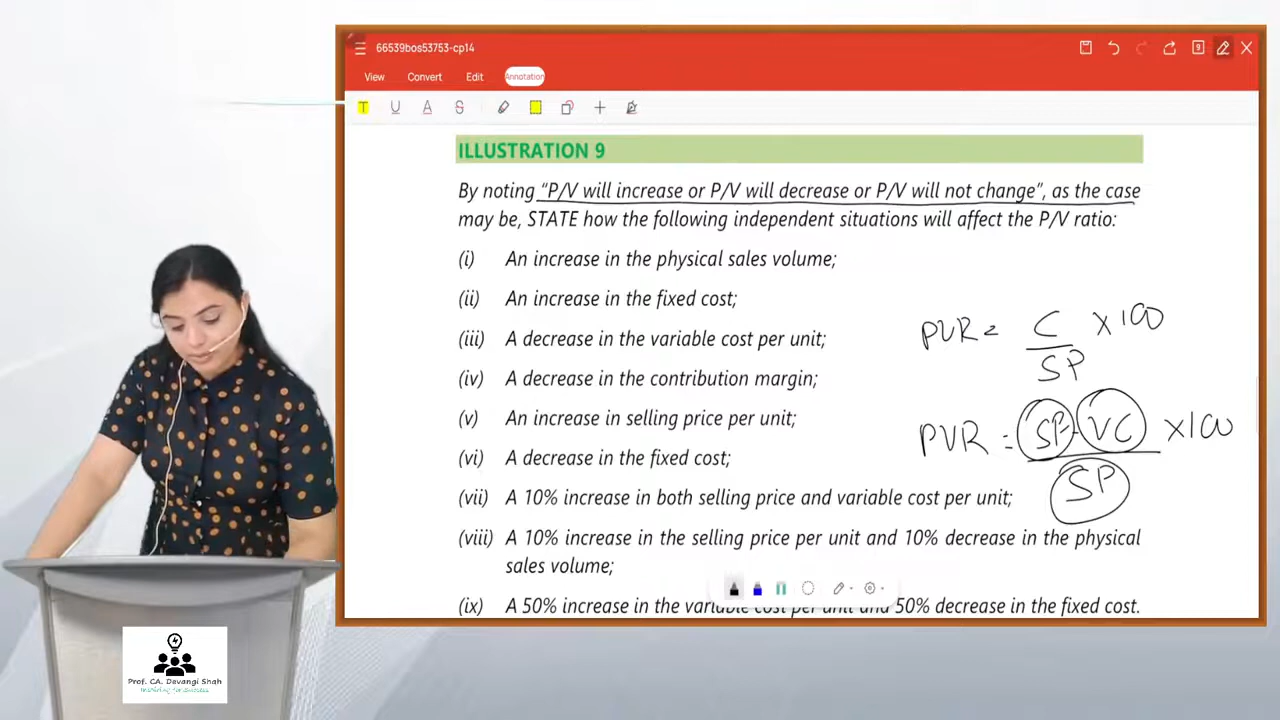 66539bos53753-cp14
9
View Convert Edit Annotation
T U A S
ILLUSTRATION 9
By noting "P/V will increase or P/V will decrease or P/V will not change", as the case
may be, STATE how the following independent situations will affect the P/V ratio:
(i) An increase in the physical sales volume;
(ii) An increase in the fixed cost;
(iii) A decrease in the variable cost per unit;
(iv) A decrease in the contribution margin;
(v) An increase in selling price per unit;
(vi) A decrease in the fixed cost;
(vii) A 10% increase in both selling price and variable cost per unit;
(viii) A 10% increase in the selling price per unit and 10% decrease in the physical
sales volume;
(ix) A 50% increase in the variable cost per unit and 50% decrease in the fixed cost.
PVR = C × 100
SP
PVR = SP - VC × 100
SP
Prof. CA. Devangi Shah